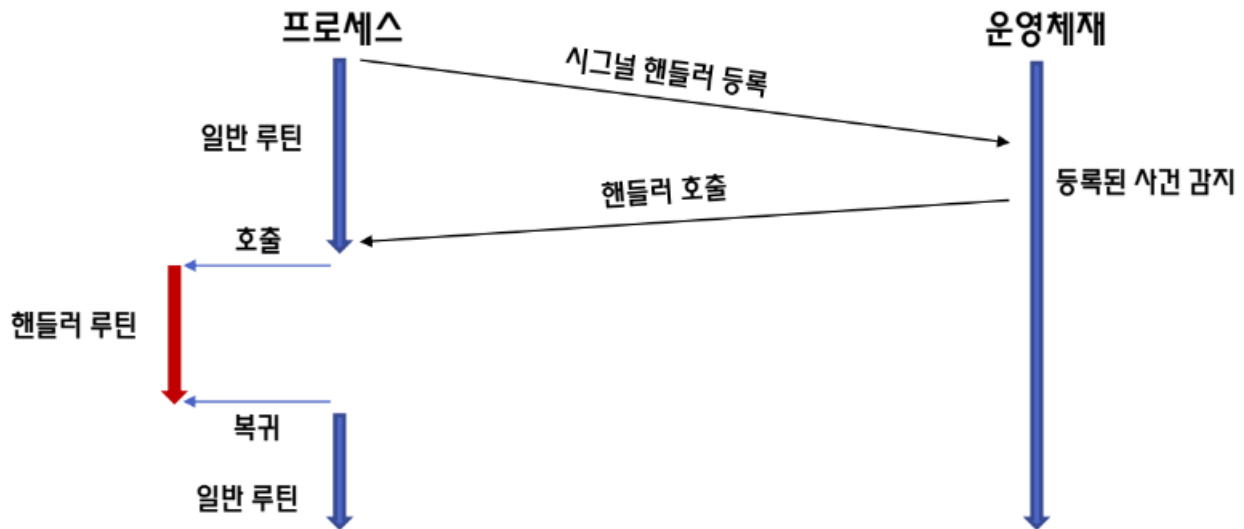 프로세스
운영체재
시그널 핸들러 등록
일반 루틴
핸들러 호출
등록된 사건 감지
호출
핸들러 루틴
복귀
일반 루틴